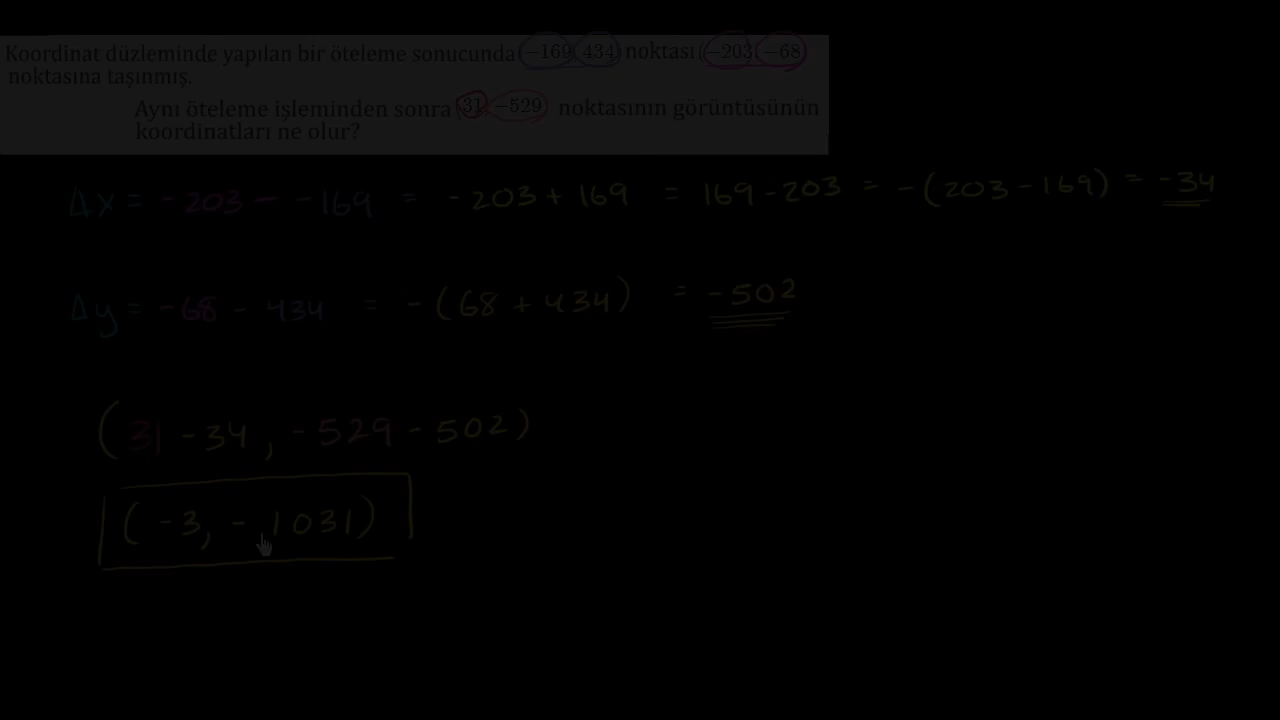 Koordinat düzleminde yapılan bir öteleme sonucunda (−169, 434) noktası (−203, −68)
noktasına taşınmış.
Aynı öteleme işleminden sonra (31, −529) noktasının görüntüsünün
koordinatları ne olur?
Δx = -203 - -169 = -203 + 169 = 169 - 203 = -(203 - 169) = -34
Δy = -68 - 434 = -(68 + 434) = -502
(31 - 34, -529 - 502)
(-3, -1031)